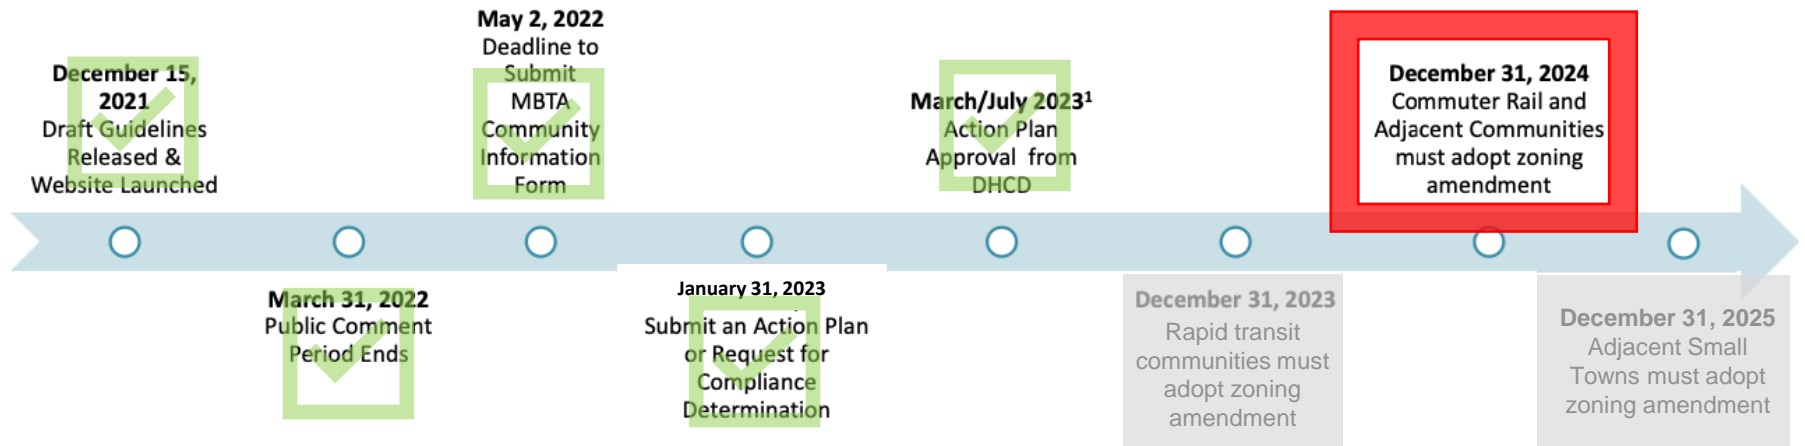 December 15,
2021
Draft Guidelines
Released &
Website Launched
March 31, 2022
Public Comment
Period Ends
May 2, 2022
Deadline to
Submit
MBTA
Community
Information
Form
January 31, 2023
Submit an Action Plan
or Request for
Compliance
Determination
March/July 2023¹
Action Plan
Approval from
DHCD
December 31, 2023
Rapid transit
communities must
adopt zoning
amendment
December 31, 2024
Commuter Rail and
Adjacent Communities
must adopt zoning
amendment
December 31, 2025
Adjacent Small
Towns must adopt
zoning amendment